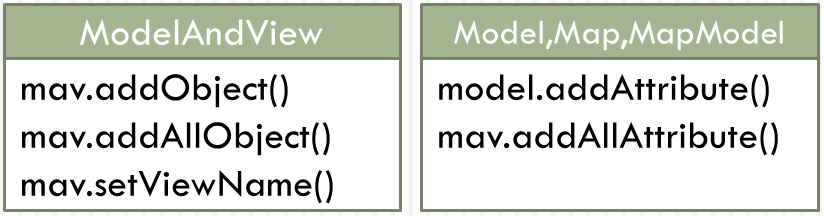 ModelAndView
mav.addObject()
mav.addAllObject()
mav.setViewName()
Model,Map,MapModel
model.addAttribute()
mav.addAllAttribute()